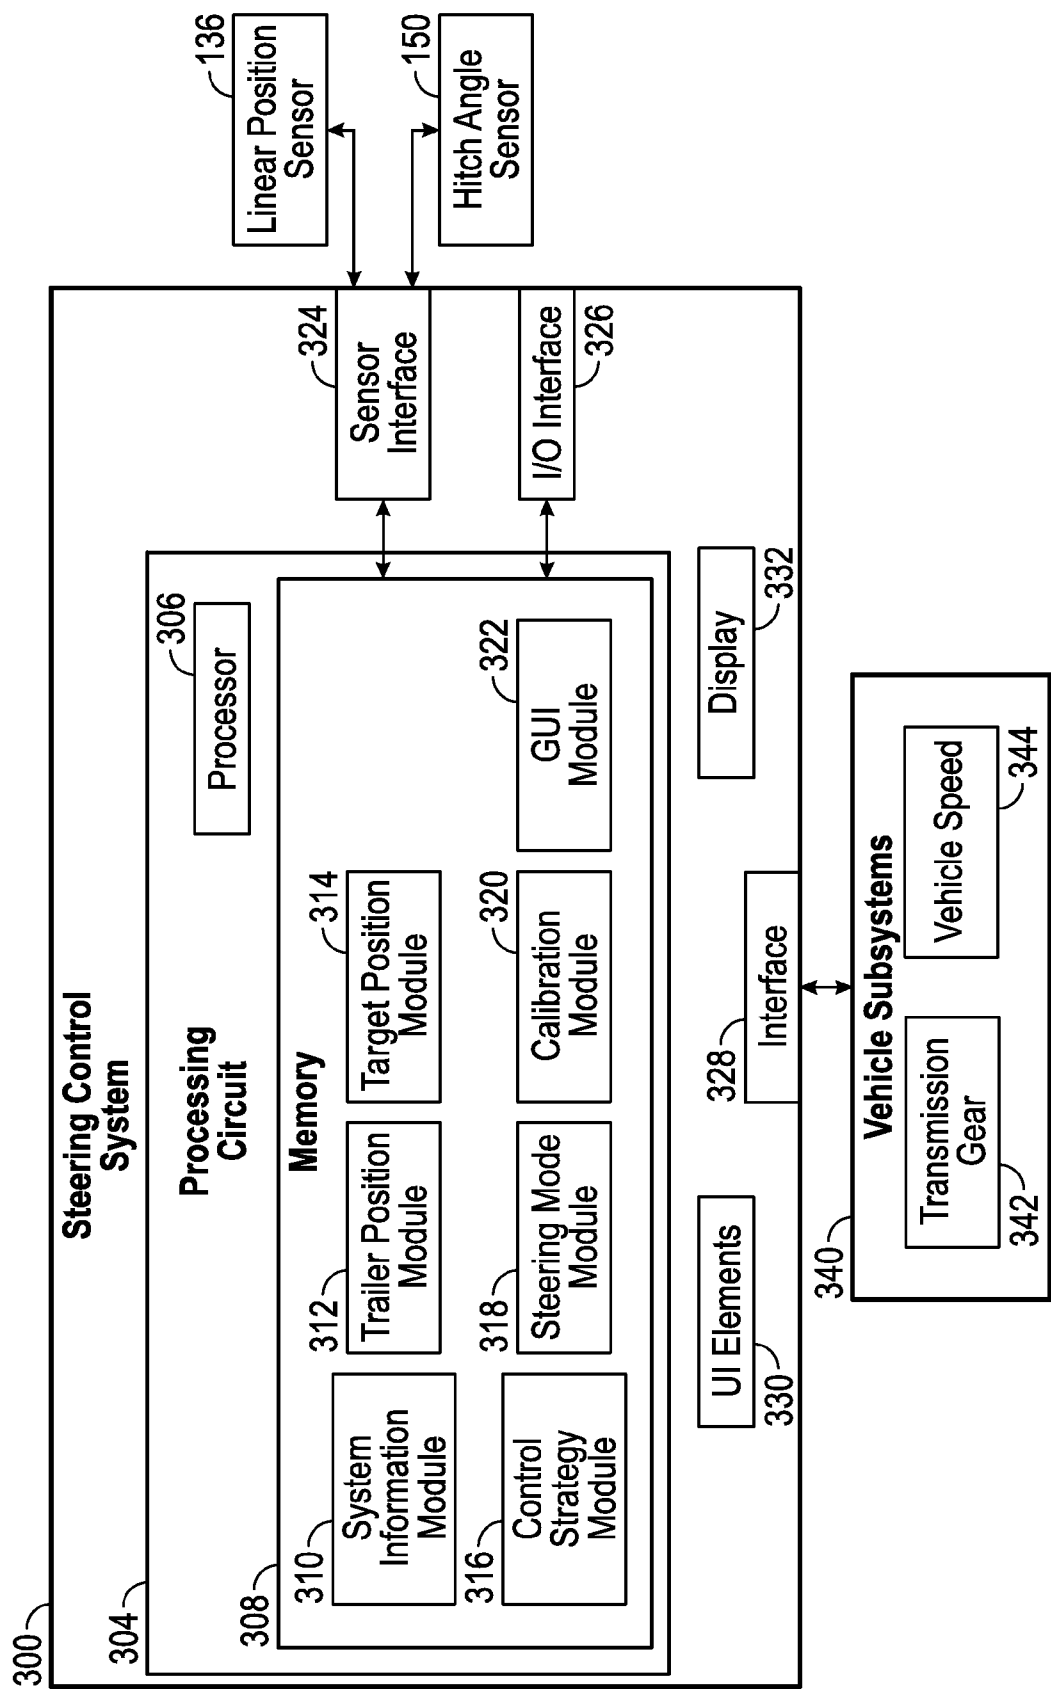 300
Steering Control
System
304
Processing
Circuit
306
Processor
308
Memory
310
System
Information
Module
312
Trailer Position
Module
314
Target Position
Module
316
Control
Strategy
Module
318
Steering Mode
Module
320
Calibration
Module
322
GUI
Module
324
Sensor
Interface
I/O Interface
326
136
Linear Position
Sensor
150
Hitch Angle
Sensor
UI Elements
330
328
Interface
Display
332
340
Vehicle Subsystems
Transmission
Gear
342
Vehicle Speed
344